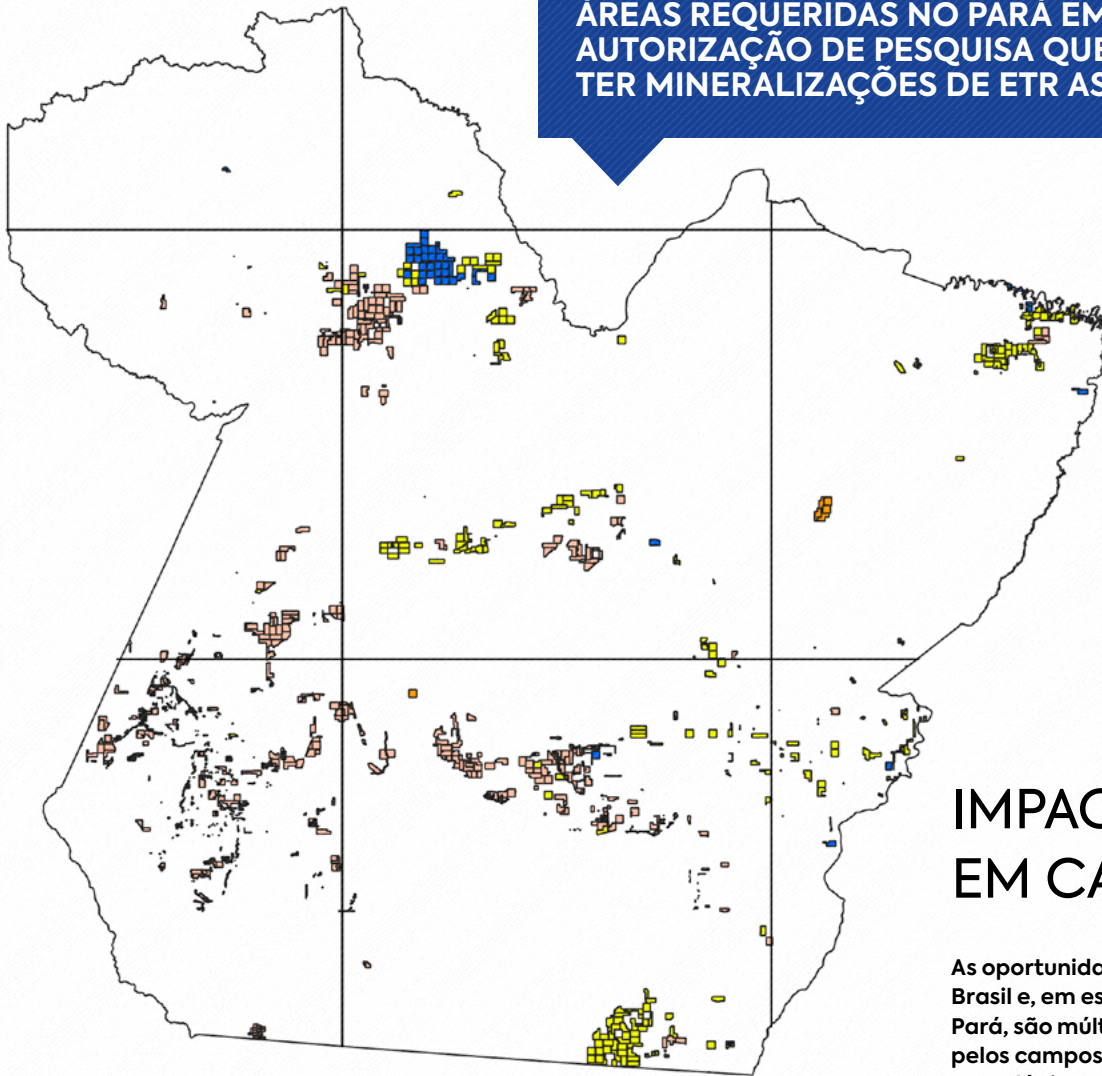 ÁREAS REQUERIDAS NO PARÁ EM
AUTORIZAÇÃO DE PESQUISA QUE
TER MINERALIZAÇÕES DE ETR AS
IMPAC
EM CA
As oportunida
Brasil e, em es
Pará, são múlt
pelos campos